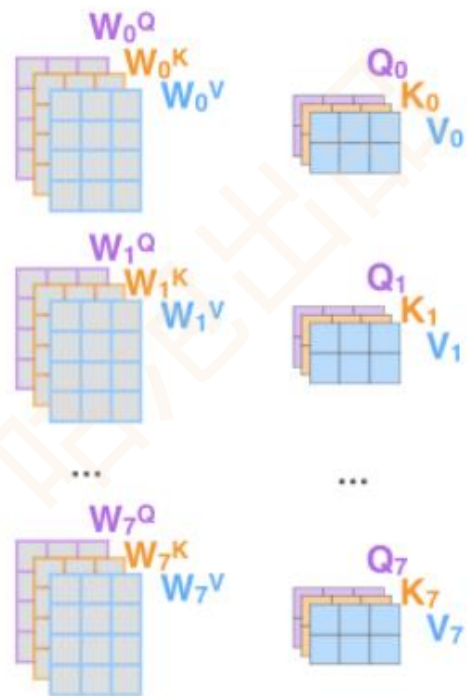 W₀Q
W₀K
W₀V
Q₀
K₀
V₀
W₁Q
W₁K
W₁V
Q₁
K₁
V₁
...
...
W₇Q
W₇K
W₇V
Q₇
K₇
V₇